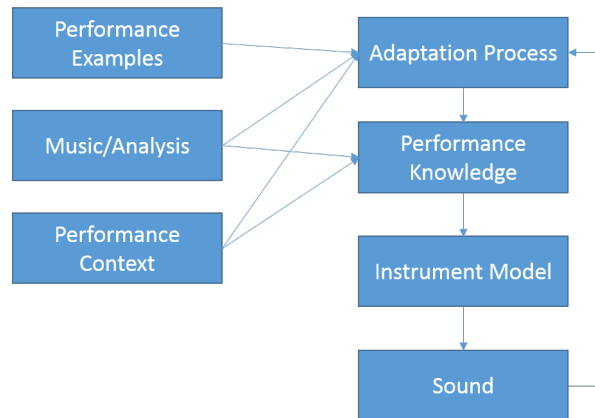 Performance
Examples
Adaptation Process
Music/Analysis
Performance
Knowledge
Performance
Context
Instrument Model
Sound